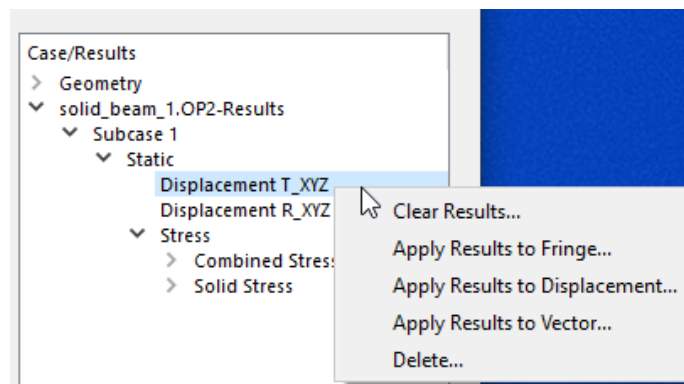 Case/Results
Geometry
solid_beam_1.OP2-Results
Subcase 1
Static
Displacement T_XYZ
Displacement R_XYZ
Stress
Combined Stress
Solid Stress
Clear Results...
Apply Results to Fringe...
Apply Results to Displacement...
Apply Results to Vector...
Delete...